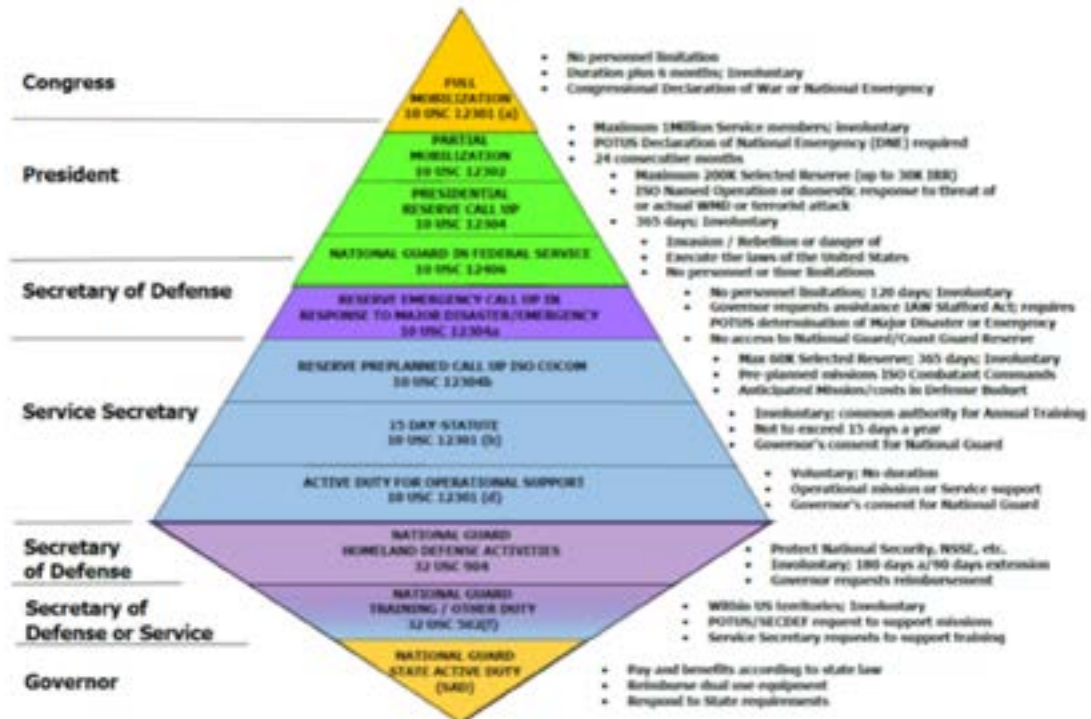 Congress
FULL
MOBILIZATION
10 USC 12301 (a)
• No personnel limitation
• Duration plus 6 months; Involuntary
• Congressional Declaration of War or National Emergency
President
PARTIAL
MOBILIZATION
10 USC 12302
• Maximum 1Million Service members; involuntary
• POTUS Declaration of National Emergency (DNE) required
• 24 consecutive months
PRESIDENTIAL
RESERVE CALL UP
10 USC 12304
• Maximum 200K Selected Reserve (up to 30K IRR)
• ISO Named Operation or domestic response to threat of
or actual WMD or terrorist attack
• 365 days; Involuntary
NATIONAL GUARD IN FEDERAL SERVICE
10 USC 12406
• Invasion / Rebellion or danger of
• Execute the laws of the United States
• No personnel or time limitations
Secretary of Defense
RESERVE EMERGENCY CALL UP IN
RESPONSE TO MAJOR DISASTER/EMERGENCY
10 USC 12304a
• No personnel limitation; 120 days; Involuntary
• Governor requests assistance IAW Stafford Act; requires
POTUS determination of Major Disaster or Emergency
• No access to National Guard/Coast Guard Reserve
Service Secretary
RESERVE PREPLANNED CALL UP ISO COCOM
10 USC 12304b
• Max 60K Selected Reserve; 365 days; Involuntary
• Pre-planned missions ISO Combatant Commands
• Anticipated Mission/costs in Defense Budget
15 DAY STATUTE
10 USC 12301 (b)
• Involuntary; common authority for Annual Training
• Not to exceed 15 days a year
• Governor's consent for National Guard
ACTIVE DUTY FOR OPERATIONAL SUPPORT
10 USC 12301 (d)
• Voluntary; No duration
• Operational mission or Service support
• Governor's consent for National Guard
Secretary
of Defense
NATIONAL GUARD
HOMELAND DEFENSE ACTIVITIES
32 USC 904
• Protect National Security, NSSE, etc.
• Involuntary; 180 days a/90 days extension
• Governor requests reimbursement
Secretary of
Defense or Service
NATIONAL GUARD
TRAINING / OTHER DUTY
32 USC 502(f)
• Within US territories; Involuntary
• POTUS/SECDEF request to support missions
• Service Secretary requests to support training
Governor
NATIONAL GUARD
STATE ACTIVE DUTY
(SAD)
• Pay and benefits according to state law
• Reimburse dual use equipment
• Respond to State requirements